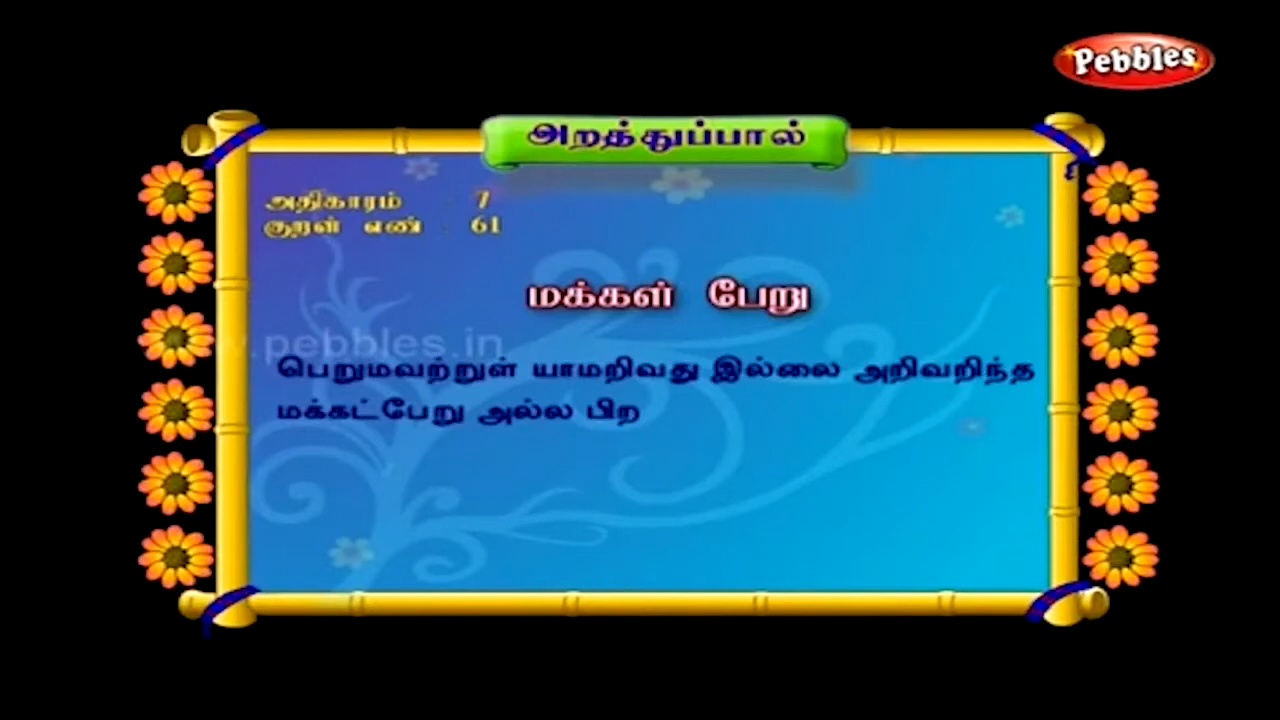 Pebbles
அறத்துப்பால்
அதிகாரம் : 7
குறள் எண் : 61
மக்கள் பேறு
www.pebbles.in
பெறுமவற்றுள் யாமறிவது இல்லை அறிவறிந்த
மக்கட்பேறு அல்ல பிற